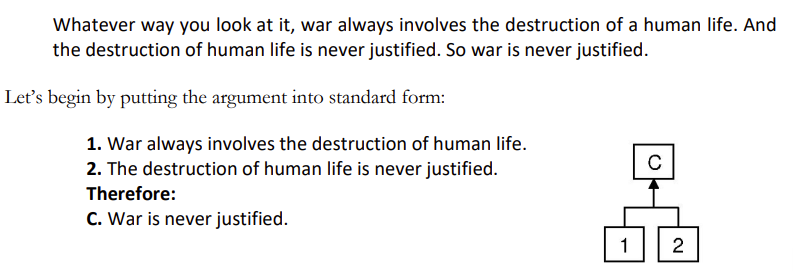 Whatever way you look at it, war always involves the destruction of a human life. And
the destruction of human life is never justified. So war is never justified.
Let's begin by putting the argument into standard form:
1. War always involves the destruction of human life.
2. The destruction of human life is never justified.
Therefore:
C. War is never justified.
C
1 2